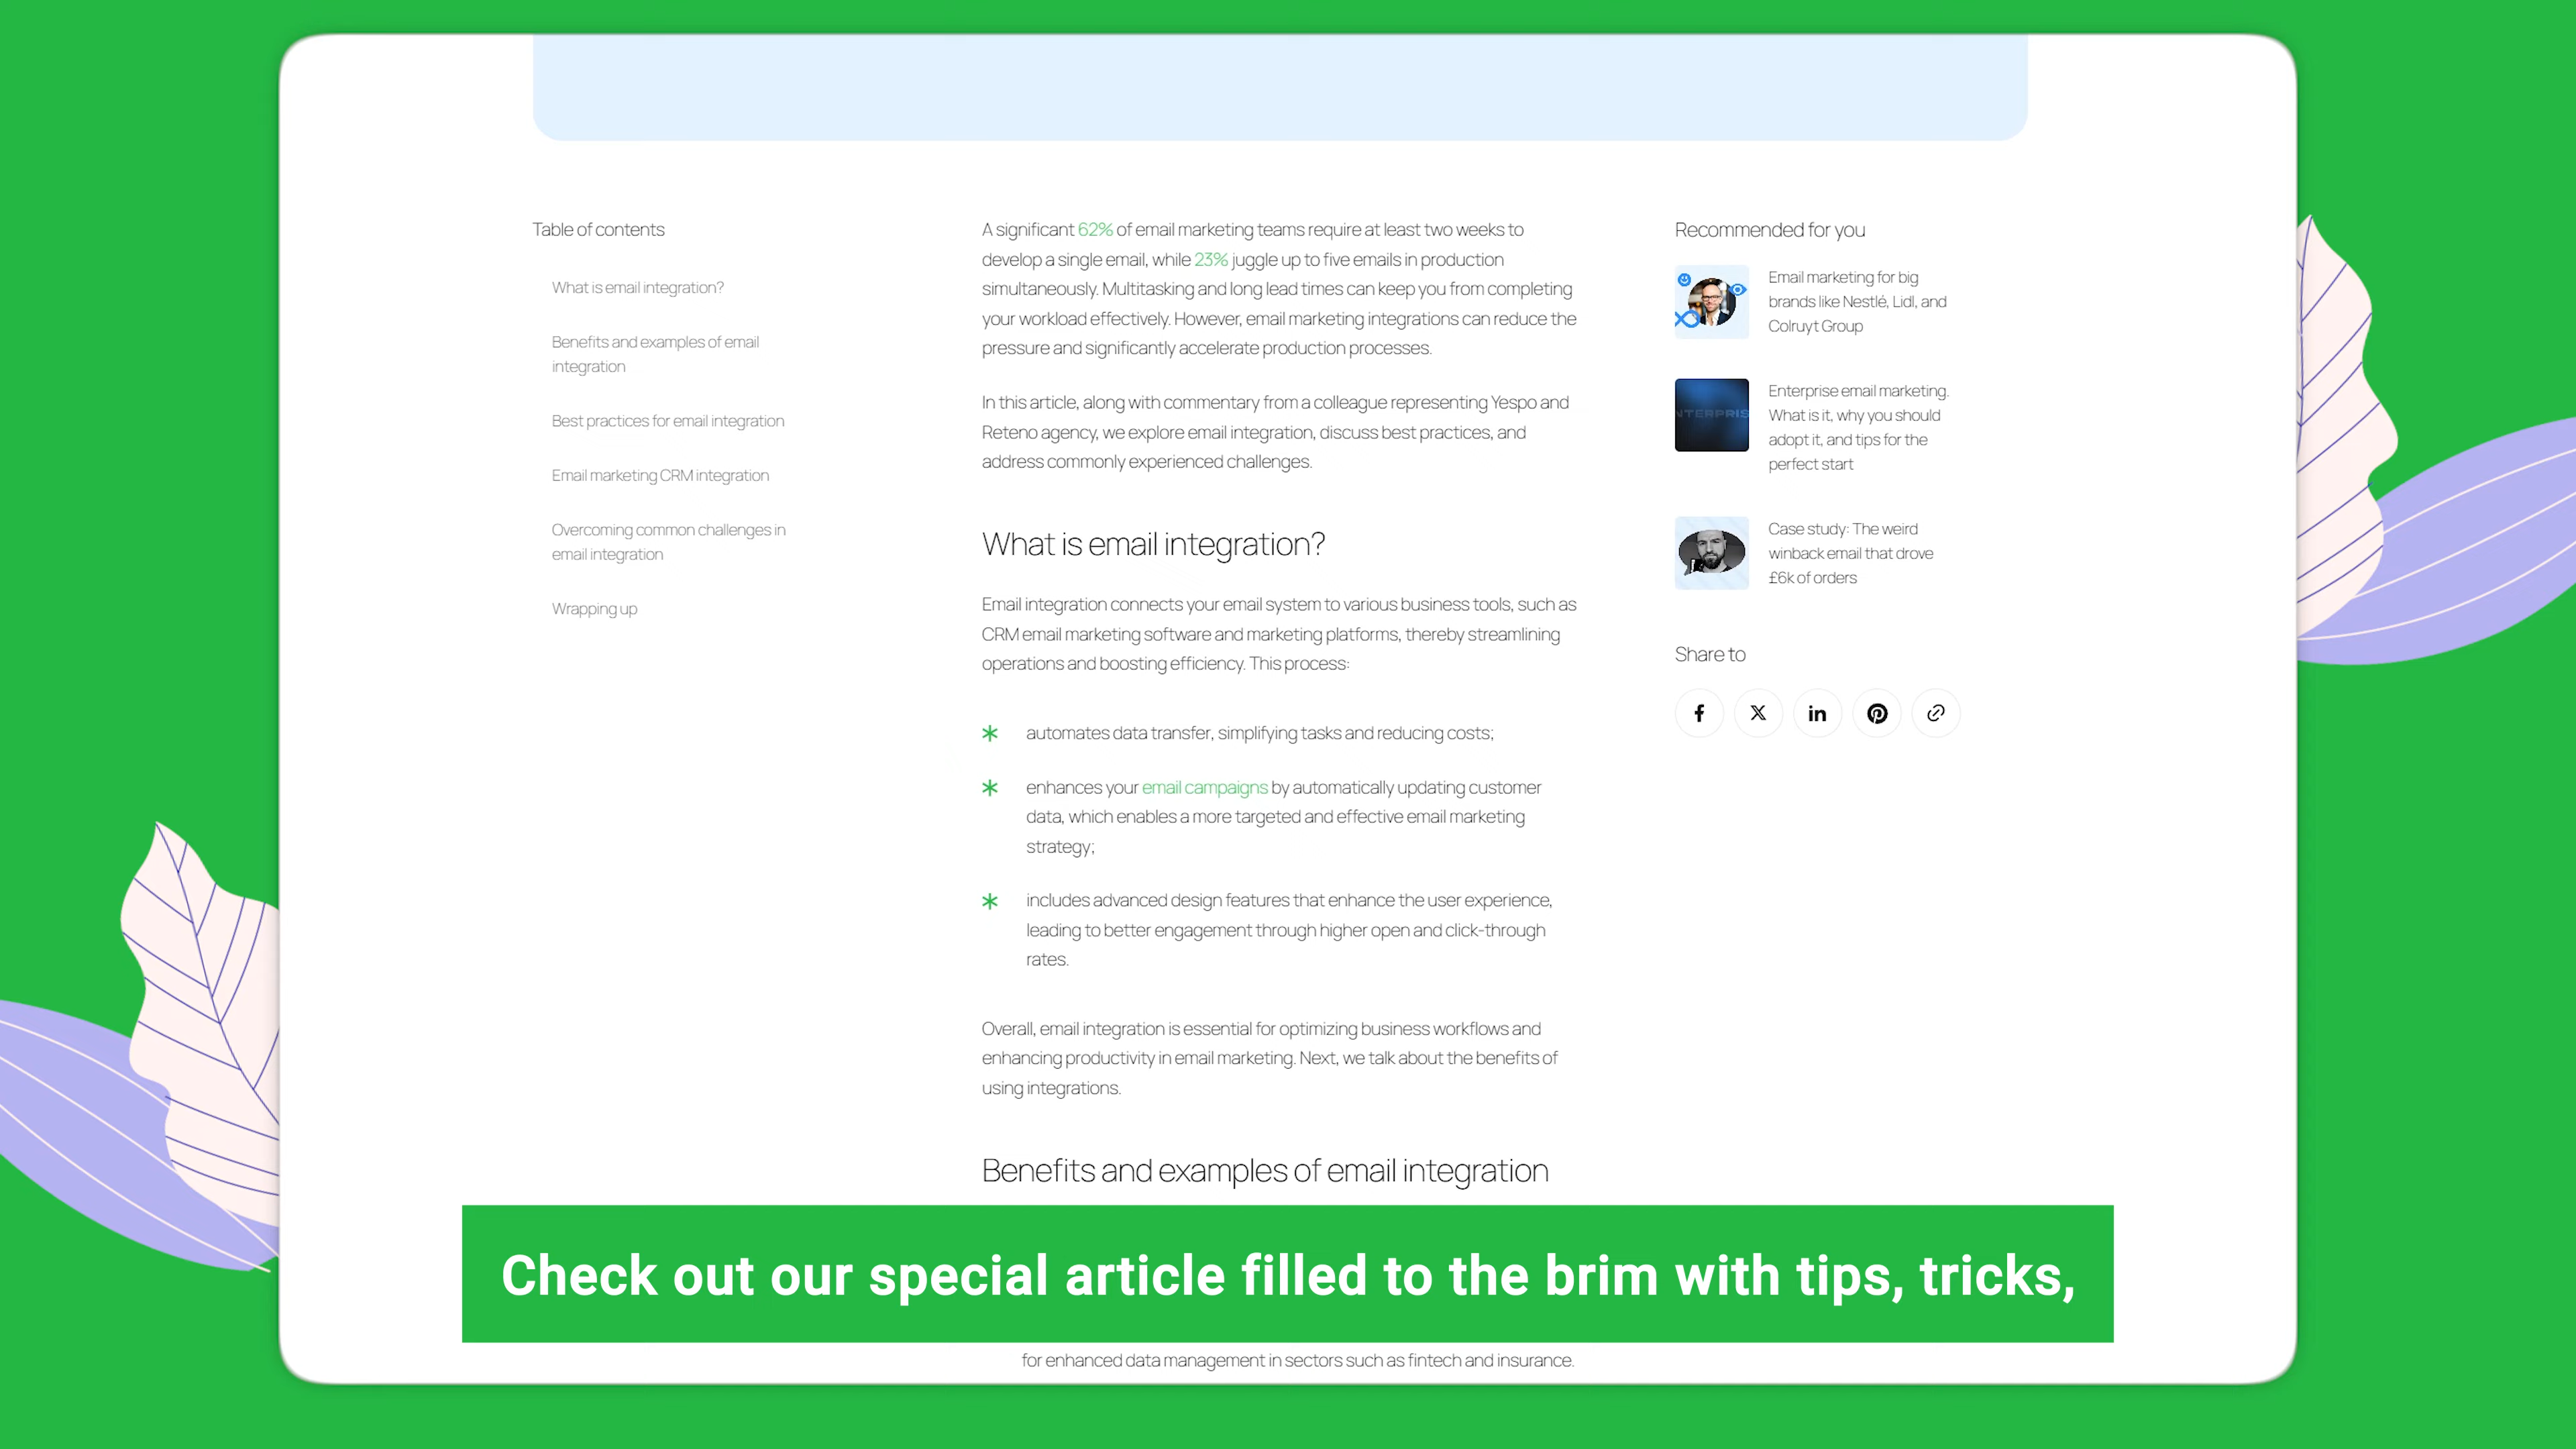 Table of contents
What is email integration?
Benefits and examples of email
integration
Best practices for email integration
Email marketing CRM integration
Overcoming common challenges in
email integration
Wrapping up
A significant 62% of email marketing teams require at least two weeks to
develop a single email, while 23% juggle up to five emails in production
simultaneously. Multitasking and long lead times can keep you from completing
your workload effectively. However, email marketing integrations can reduce the
pressure and significantly accelerate production processes.
In this article, along with commentary from a colleague representing Yespo and
Reteno agency, we explore email integration, discuss best practices, and
address commonly experienced challenges.
What is email integration?
Email integration connects your email system to various business tools, such as
CRM email marketing software and marketing platforms, thereby streamlining
operations and boosting efficiency. This process:
automates data transfer, simplifying tasks and reducing costs;
enhances your email campaigns by automatically updating customer
data, which enables a more targeted and effective email marketing
strategy;
includes advanced design features that enhance the user experience,
leading to better engagement through higher open and click-through
rates.
Overall, email integration is essential for optimizing business workflows and
enhancing productivity in email marketing. Next, we talk about the benefits of
using integrations.
Benefits and examples of email integration
Recommended for you
Email marketing for big
brands like Nestlé, Lidl, and
Colruyt Group
NTERPRIS
Enterprise email marketing.
What is it, why you should
adopt it, and tips for the
perfect start
Case study: The weird
winback email that drove
£6k of orders
Share to
Check out our special article filled to the brim with tips, tricks,
for enhanced data management in sectors such as fintech and insurance.